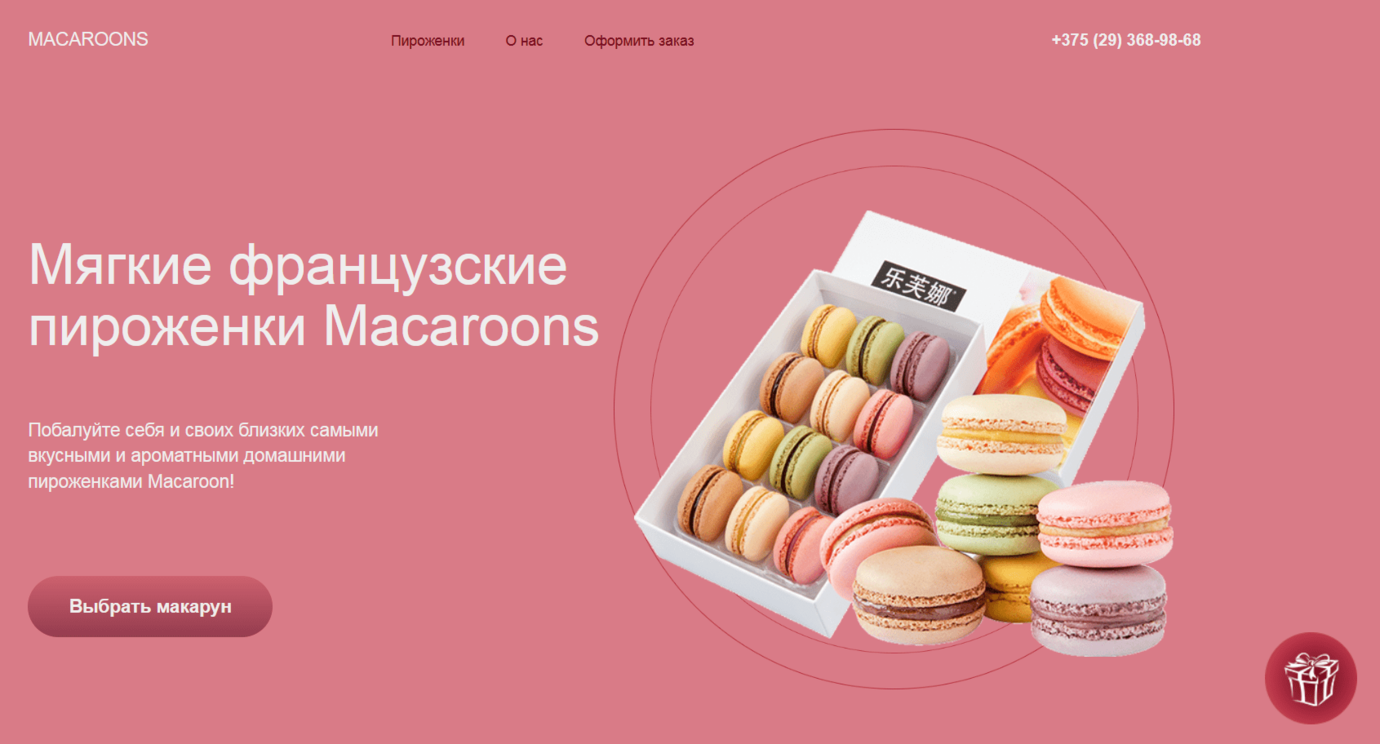 MACAROONS
Пироженки
О нас
Оформить заказ
+375 (29) 368-98-68
Мягкие французские
пироженки Macaroons
Побалуйте себя и своих близких самыми
вкусными и ароматными домашними
пироженками Macaroon!
Выбрать макарун
乐芙娜